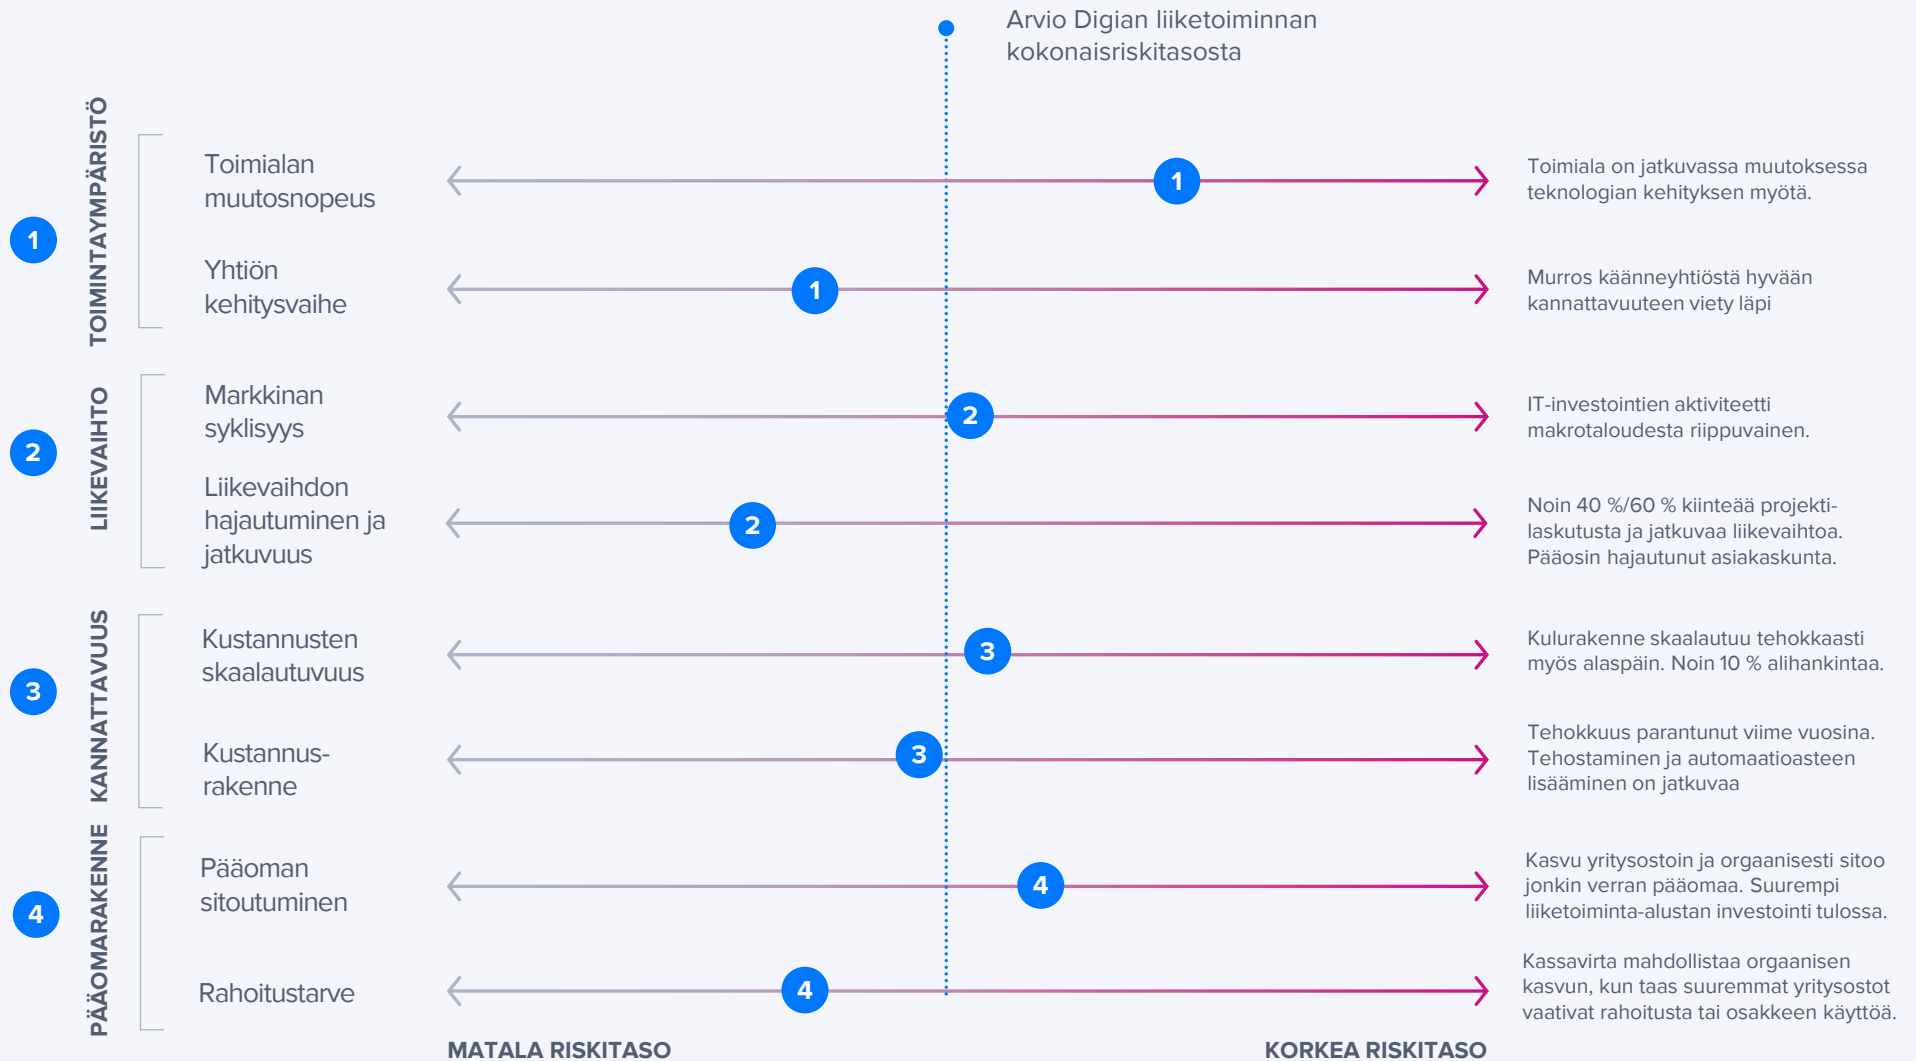 Arvio Digian liiketoiminnan
kokonaisriskitasosta
1
TOIMINTAYMPÄRISTÖ
Toimialan
muutosnopeus
1
Toimiala on jatkuvassa muutoksessa
teknologian kehityksen myötä.
Yhtiön
kehitysvaihe
1
Murros käänneyhtiöstä hyvään
kannattavuuteen viety läpi
2
LIIKEVAIHTO
Markkinan
syklisyys
2
IT-investointien aktiviteetti
makrotaloudesta riippuvainen.
Liikevaihdon
hajautuminen ja
jatkuvuus
2
Noin 40 %/60 % kiinteää projekti-
laskutusta ja jatkuvaa liikevaihtoa.
Pääosin hajautunut asiakaskunta.
3
KANNATTAVUUS
Kustannusten
skaalautuvuus
3
Kulurakenne skaalautuu tehokkaasti
myös alaspäin. Noin 10 % alihankintaa.
Kustannus-
rakenne
3
Tehokkuus parantunut viime vuosina.
Tehostaminen ja automaatioasteen
lisääminen on jatkuvaa
4
PÄÄOMARAKENNE
Pääoman
sitoutuminen
4
Kasvu yritysostoin ja orgaanisesti sitoo
jonkin verran pääomaa. Suurempi
liiketoiminta-alustan investointi tulossa.
Rahoitustarve
4
Kassavirta mahdollistaa orgaanisen
kasvun, kun taas suuremmat yritysostot
vaativat rahoitusta tai osakkeen käyttöä.
MATALA RISKITASO
KORKEA RISKITASO